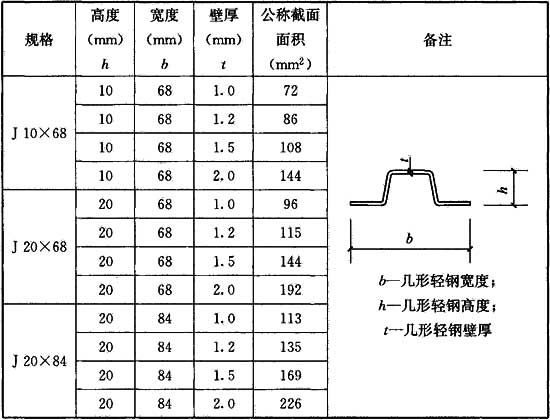 规格 高度 (mm) h 宽度 (mm) b 壁厚 (mm) t 公称截面面积 (mm²) 备注
J 10×68 10 68 1.0 72
10 68 1.2 86
10 68 1.5 108
10 68 2.0 144
J 20×68 20 68 1.0 96
20 68 1.2 115
20 68 1.5 144
20 68 2.0 192
J 20×84 20 84 1.0 113
20 84 1.2 135
20 84 1.5 169
20 84 2.0 226
t
h
b
b—几形轻钢宽度；
h—几形轻钢高度；
t—几形轻钢壁厚